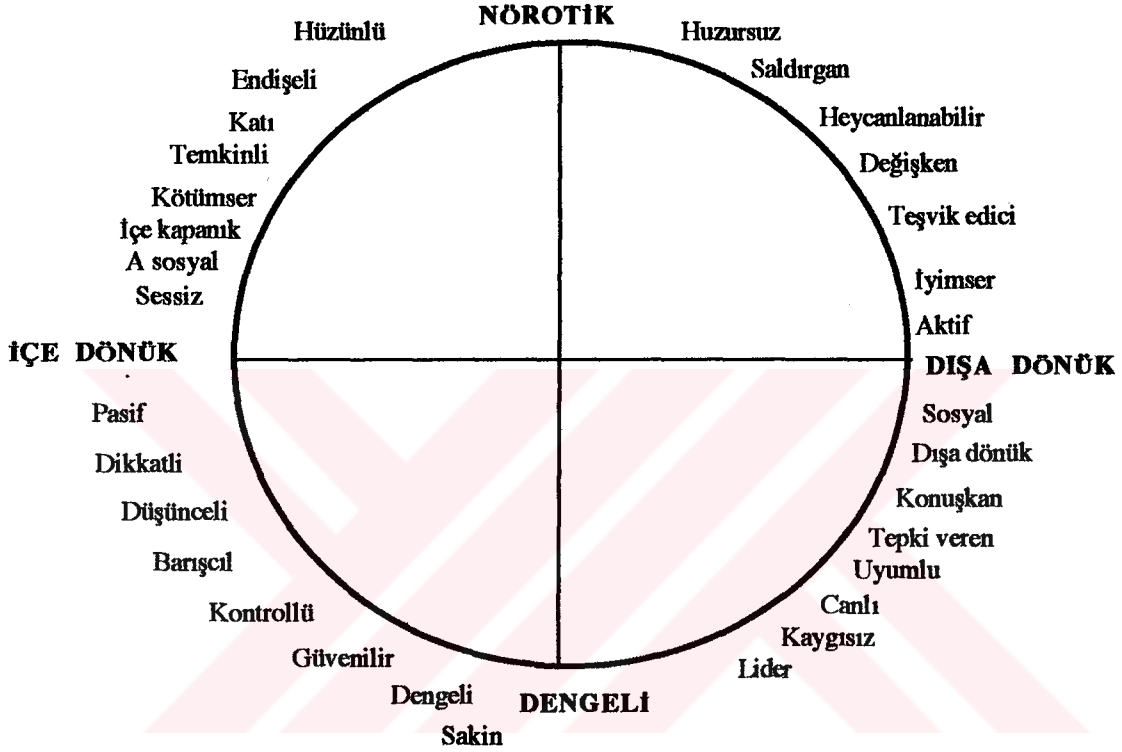 NÖROTİK
Hüzünlü
Huzursuz
Endişeli
Saldırgan
Katı
Heycanlanabilir
Temkinli
Değişken
Kötümser
Teşvik edici
İçe kapanık
A sosyal
İyimser
Sessiz
Aktif
İÇE DÖNÜK
DIŞA DÖNÜK
Pasif
Sosyal
Dikkatli
Dışa dönük
Düşünceli
Konuşkan
Barışcıl
Tepki veren
Uyumlu
Kontrollü
Canlı
Kaygısız
Güvenilir
Lider
Dengeli
DENGELİ
Sakin